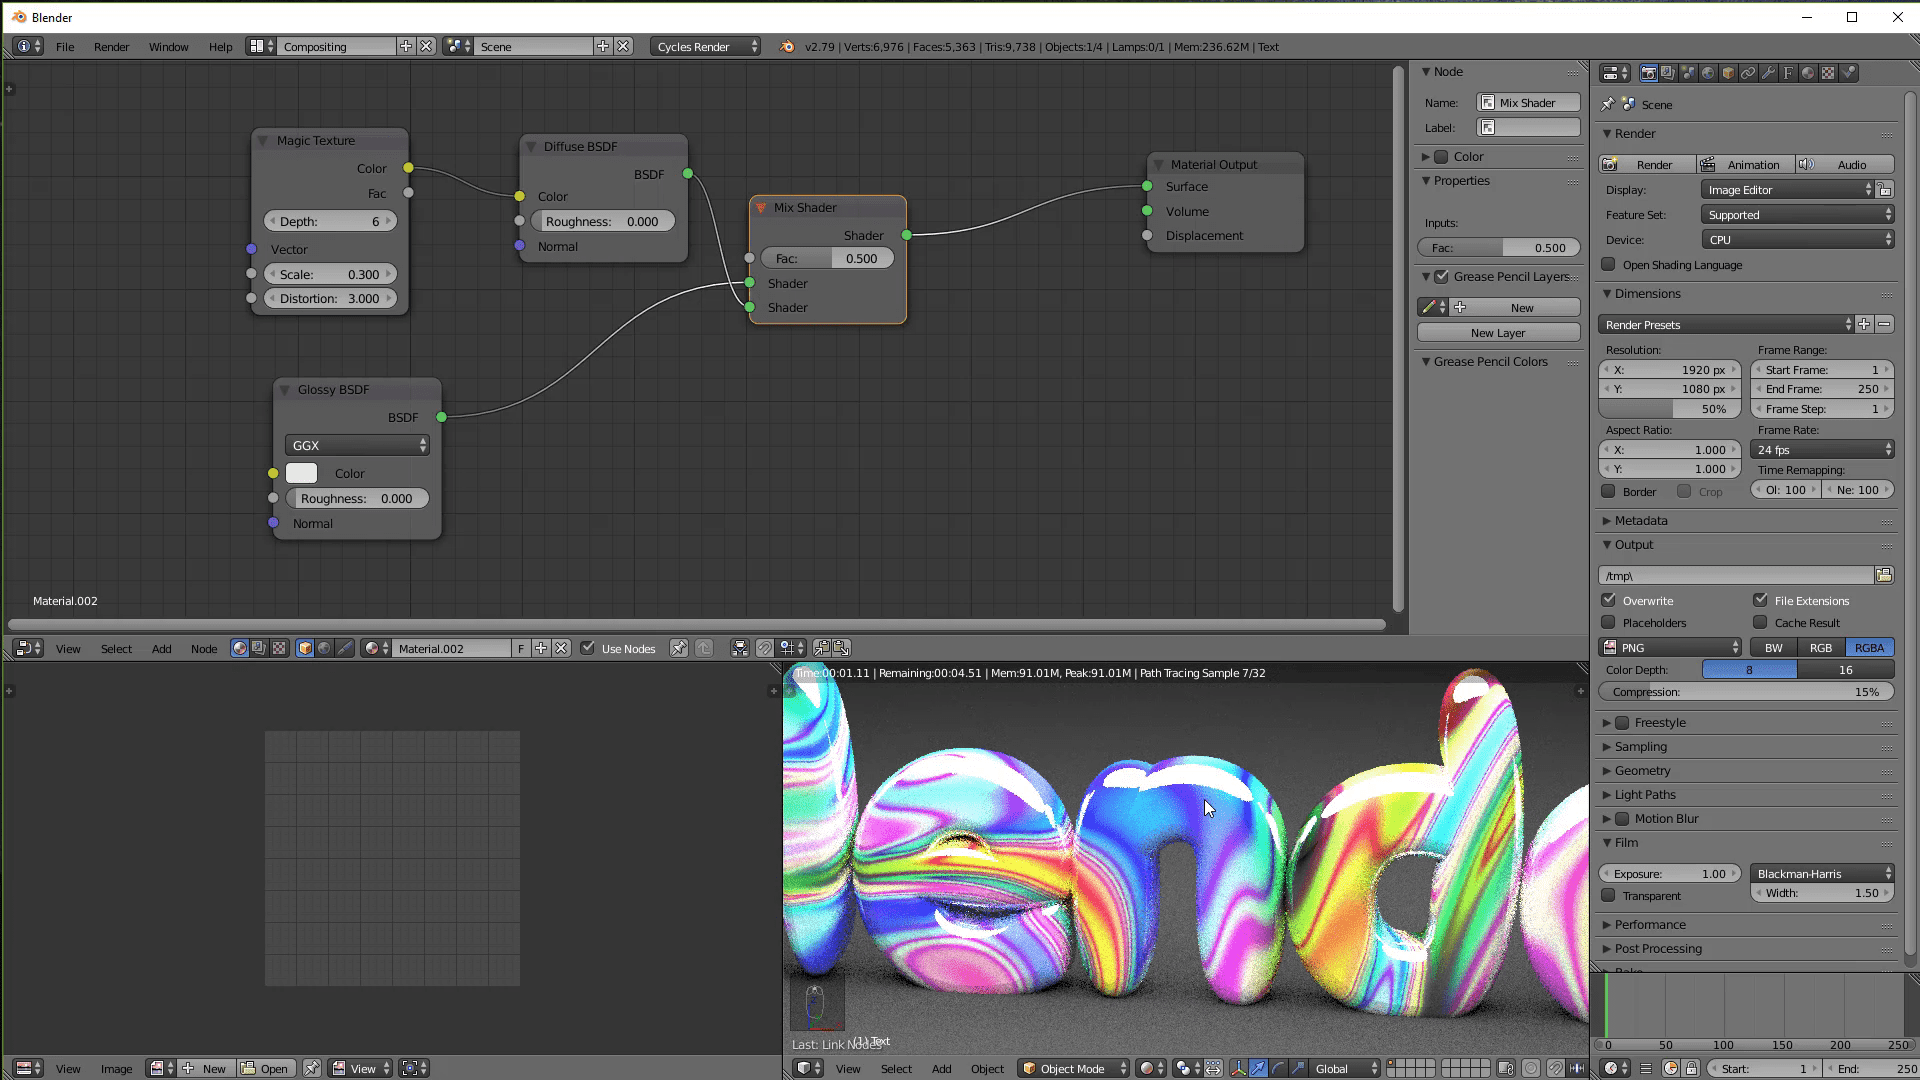 Blender
File Render Window Help Compositing Scene Cycles Render v2.79 | Verts:6,976 | Faces:5,363 | Tris:9,738 | Objects:1/4 | Lamps:0/1 | Mem:236.62M | Text
Magic Texture
Color
Fac
Depth: 6
Vector
Scale: 0.300
Distortion: 3.000
Diffuse BSDF
BSDF
Color
Roughness: 0.000
Normal
Mix Shader
Shader
Fac: 0.500
Shader
Shader
Material Output
Surface
Volume
Displacement
Glossy BSDF
BSDF
GGX
Color
Roughness: 0.000
Normal
Material.002
Node
Name: Mix Shader
Label:
Color
Properties
Inputs:
Fac: 0.500
Grease Pencil Layers
New
New Layer
Grease Pencil Colors
Scene
Render
Render Animation Audio
Display: Image Editor
Feature Set: Supported
Device: CPU
Open Shading Language
Dimensions
Render Presets
Resolution: Frame Range:
X: 1920 px Start Frame: 1
Y: 1080 px End Frame: 250
50% Frame Step: 1
Aspect Ratio: Frame Rate:
X: 1.000 24 fps
Y: 1.000 Time Remapping:
Border Crop Ol: 100 Ne: 100
Metadata
Output
/tmp\
Overwrite File Extensions
Placeholders Cache Result
PNG BW RGB RGBA
Color Depth: 8 16
Compression: 15%
Freestyle
Sampling
Geometry
Light Paths
Motion Blur
Film
Exposure: 1.00 Blackman-Harris
Transparent Width: 1.50
Performance
Post Processing
View Select Add Node Material.002 F Use Nodes
Time:00:01.11 | Remaining:00:04.51 | Mem:91.01M, Peak:91.01M | Path Tracing Sample 7/32
end
Last: Link Nodes
(1) Text
0 50 100 150 200 250
View Image New Open View
View Select Add Object Object Mode Global
Start: 1 End: 250